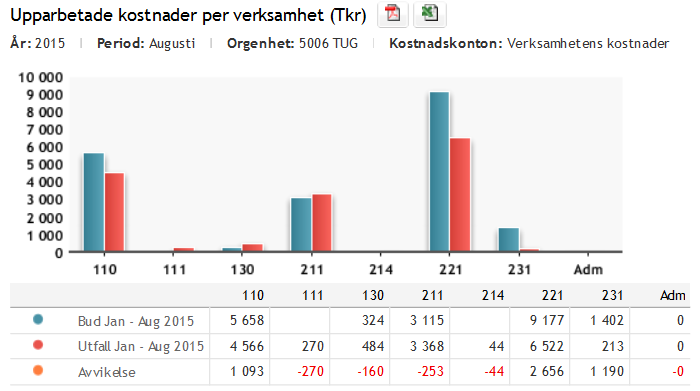 Upparbetade kostnader per verksamhet (Tkr)
År: 2015 | Period: Augusti | Orgenhet: 5006 TUG | Kostnadskonton: Verksamhetens kostnader
10 000
9 000
8 000
7 000
6 000
5 000
4 000
3 000
2 000
1 000
0
110 111 130 211 214 221 231 Adm
110 111 130 211 214 221 231 Adm
Bud Jan - Aug 2015 5 658 324 3 115 9 177 1 402 0
Utfall Jan - Aug 2015 4 566 270 484 3 368 44 6 522 213 0
Avvikelse 1 093 -270 -160 -253 -44 2 656 1 190 -0